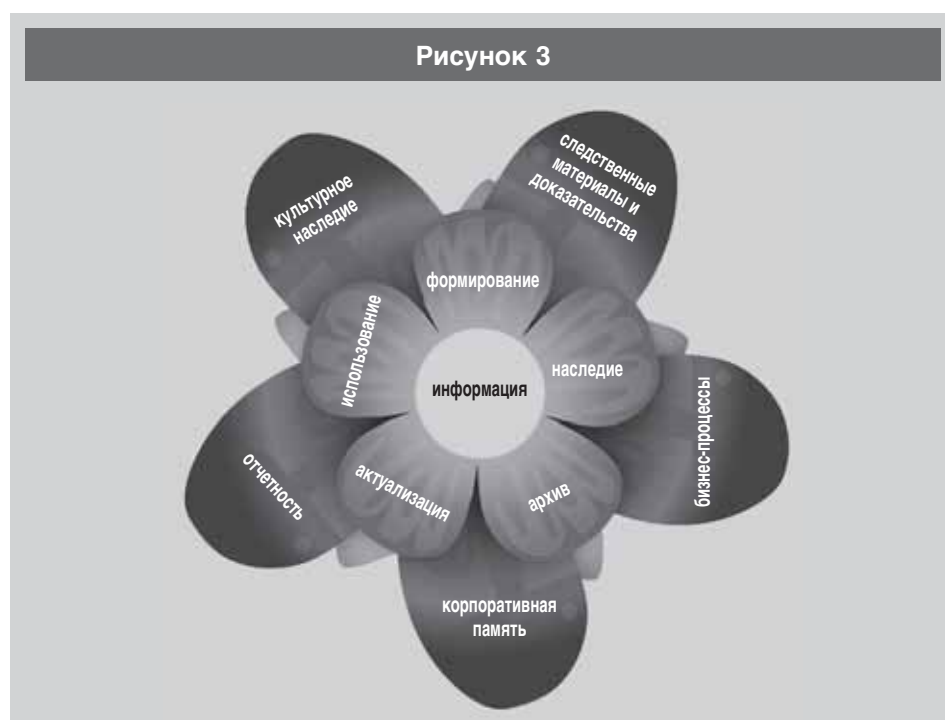 Рисунок 3
культурное
наследие
следственные
материалы и
доказательства
формирование
использование
наследие
информация
бизнес-процессы
отчетность
актуализация
архив
корпоративная
память